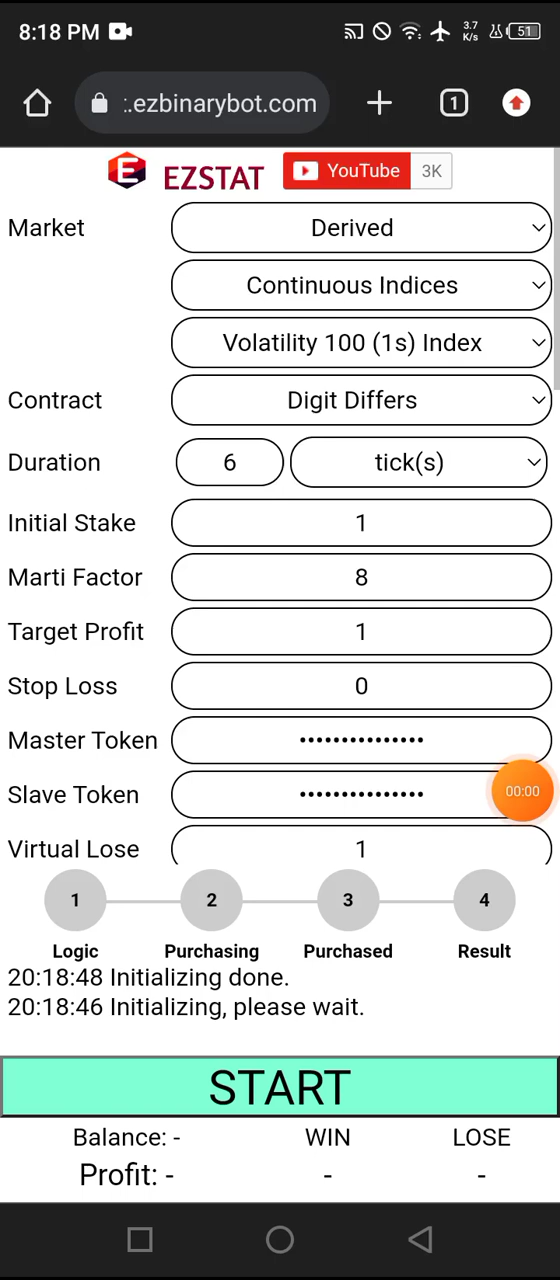 8:18 PM 3.7 K/s 51
:.ezbinarybot.com 1
E EZSTAT YouTube 3K
Market Derived
Continuous Indices
Volatility 100 (1s) Index
Contract Digit Differs
Duration 6 tick(s)
Initial Stake 1
Marti Factor 8
Target Profit 1
Stop Loss 0
Master Token •••••••••••••••
Slave Token •••••••••••••••
00:00
Virtual Lose 1
1 2 3 4
Logic Purchasing Purchased Result
20:18:48 Initializing done.
20:18:46 Initializing, please wait.
START
Balance: - WIN LOSE
Profit: - - -